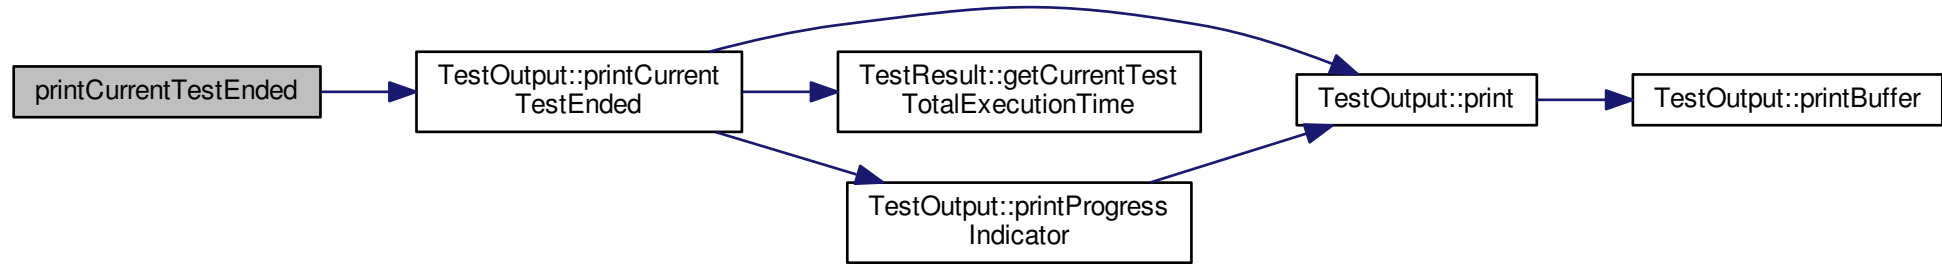 printCurrentTestEnded
TestOutput::printCurrent
TestEnded
TestResult::getCurrentTest
TotalExecutionTime
TestOutput::printProgress
Indicator
TestOutput::print
TestOutput::printBuffer